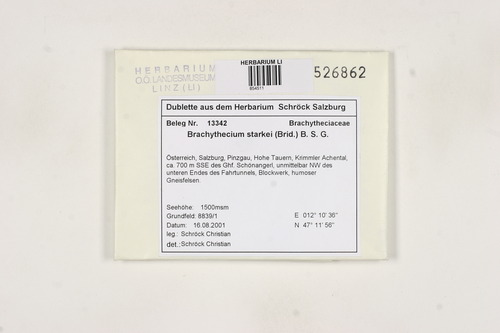 HERBARIUM
O.Ö. LANDESMUSEUM
LINZ (LI)
HERBARIUM LI
654511
526862
Dublette aus dem Herbarium Schröck Salzburg
Beleg Nr. 13342 Brachytheciaceae
Brachythecium starkei (Brid.) B. S. G.
Österreich, Salzburg, Pinzgau, Hohe Tauern, Krimmler Achental,
ca. 700 m SSE des Ghf. Schönangerl, unmittelbar NW des
unteren Endes des Fahrtunnels, Blockwerk, humoser
Gneisfelsen.
Seehöhe: 1500msm
Grundfeld: 8839/1 E 012° 10' 36"
Datum: 16.08.2001 N 47° 11' 56"
leg.: Schröck Christian
det.: Schröck Christian